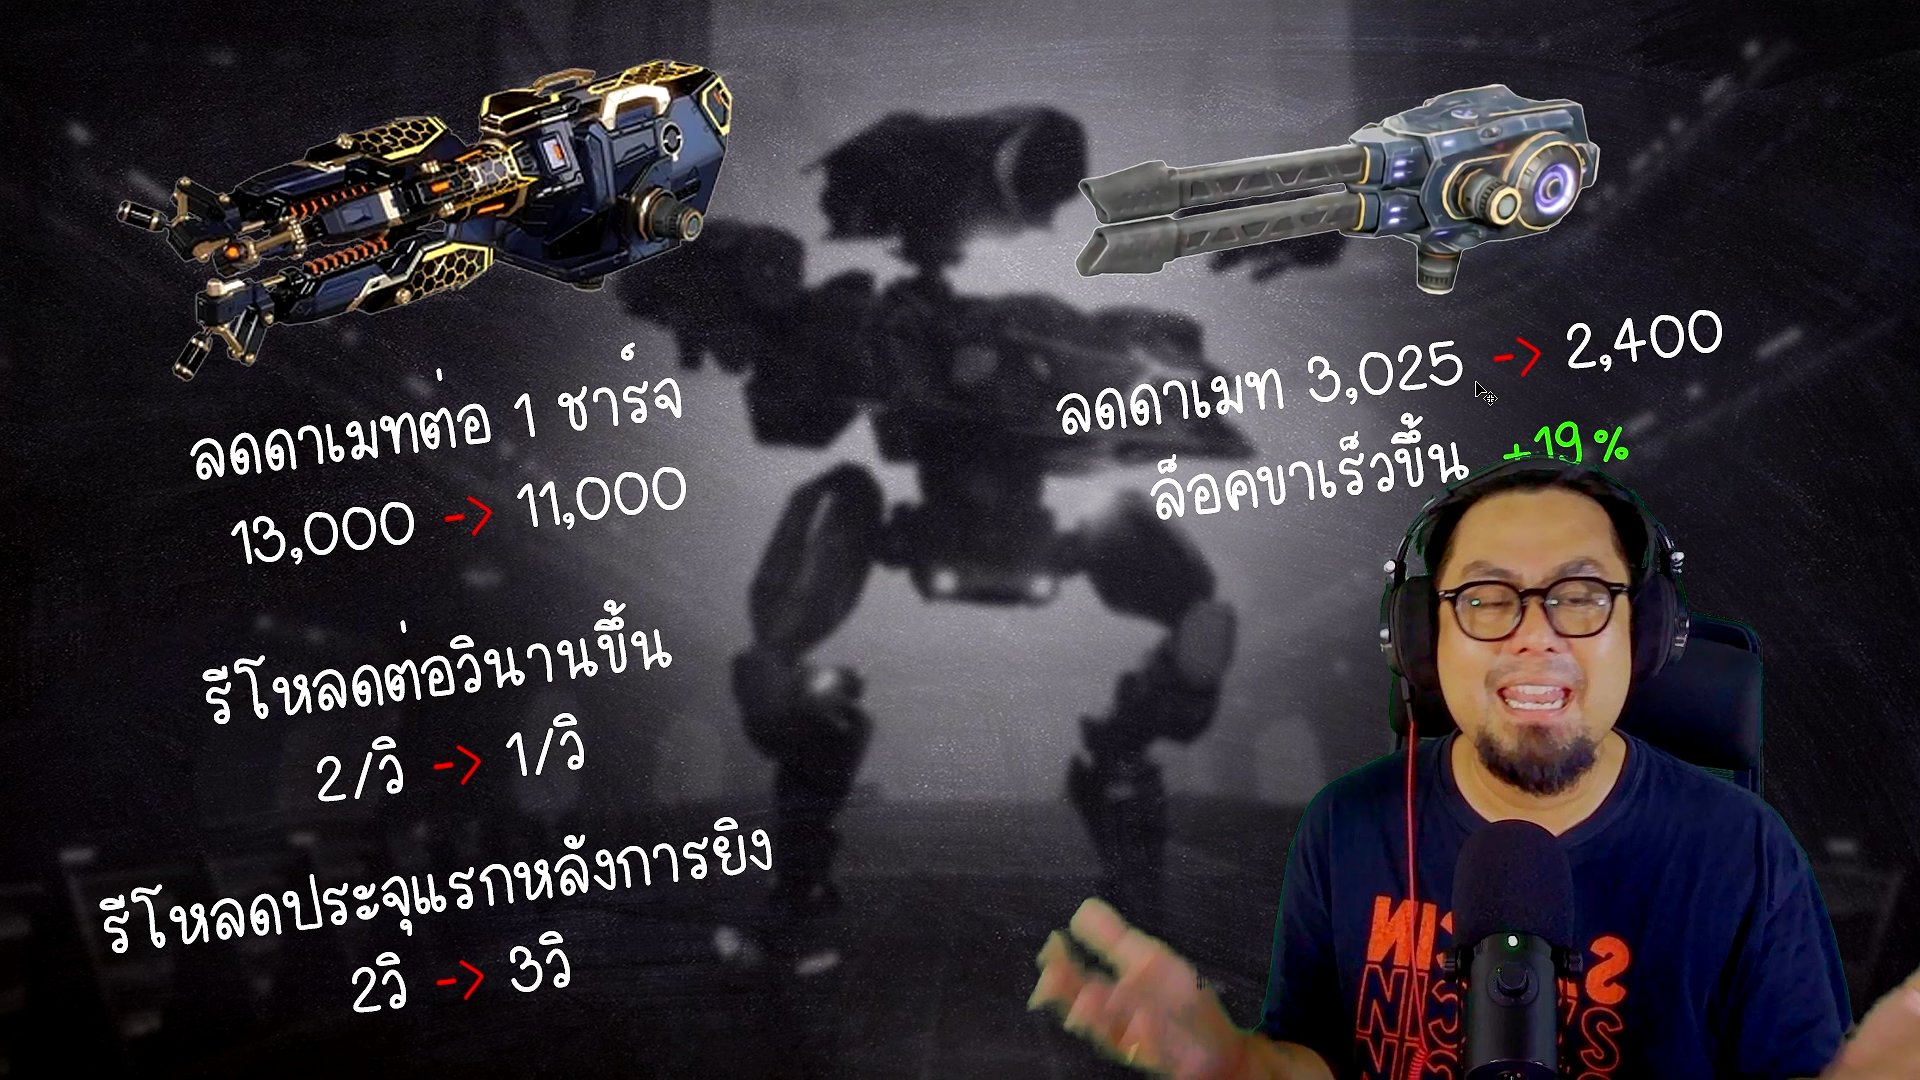 ลดดาเมทต่อ 1 ชาร์จ
13,000 -> 11,000
รีโหลดต่อวินานขึ้น
2/วิ -> 1/วิ
รีโหลดประจุแรกหลังการยิง
2วิ -> 3วิ
ลดดาเมท 3,025 -> 2,400
ล็อคขาเร็วขึ้น +19%